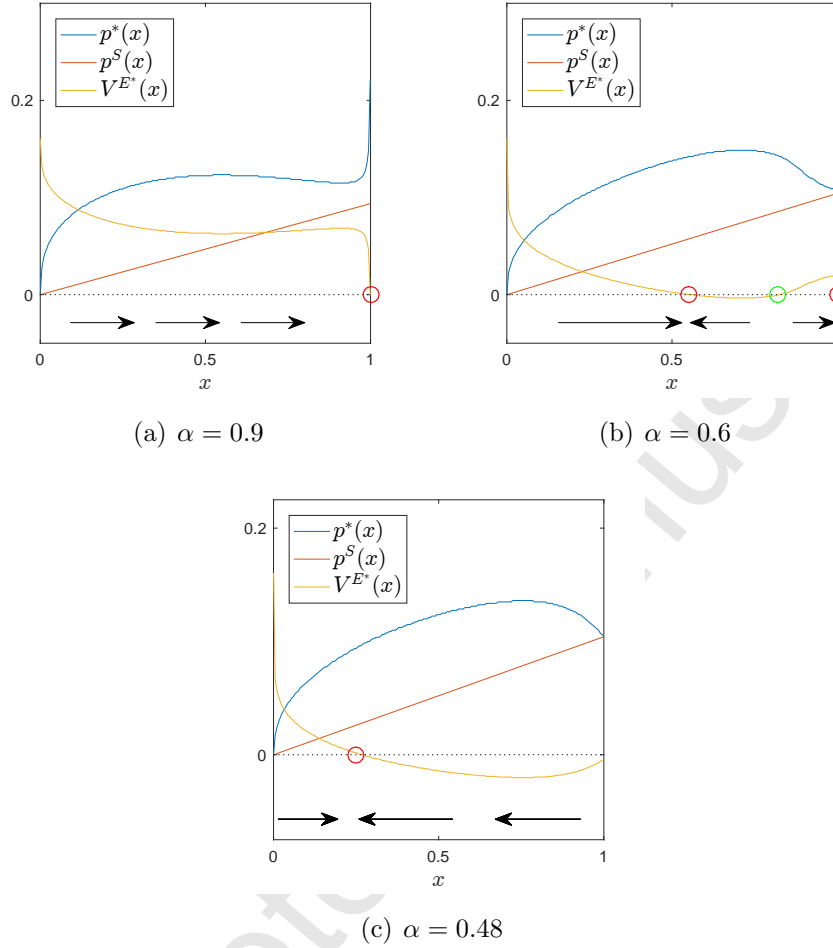 p*(x)
p^S(x)
V^{E*}(x)
0.2
0
0 0.5 1
x
(a) α = 0.9
p*(x)
p^S(x)
V^{E*}(x)
0.2
0
0 0.5
x
(b) α = 0.6
p*(x)
p^S(x)
V^{E*}(x)
0.2
0
0 0.5 1
x
(c) α = 0.48